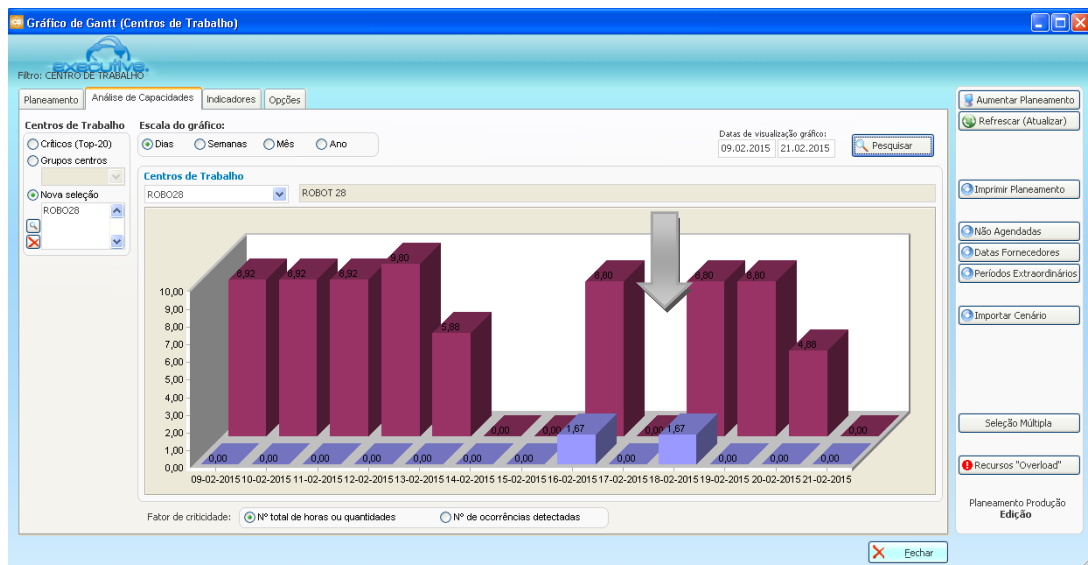 Gráfico de Gantt (Centros de Trabalho)
executive.
Filtro: CENTRO DE TRABALHO
Planeamento Análise de Capacidades Indicadores Opções
Centros de Trabalho
Críticos (Top-20)
Grupos centros
Nova seleção
ROBO28
Escala do gráfico:
Dias Semanas Mês Ano
Datas de visualização gráfico:
09.02.2015 21.02.2015
Pesquisar
Centros de Trabalho
ROBO28 ROBOT 28
10,00
9,00
8,00
7,00
6,00
5,00
4,00
3,00
2,00
1,00
0,00
6,92 6,92 6,92 9,80 5,88 0,00 0,00 6,80 0,00 6,80 6,80 4,88 0,00
0,00 0,00 0,00 0,00 0,00 0,00 0,00 1,67 0,00 1,67 0,00 0,00 0,00
09-02-2015 10-02-2015 11-02-2015 12-02-2015 13-02-2015 14-02-2015 15-02-2015 16-02-2015 17-02-2015 18-02-2015 19-02-2015 20-02-2015 21-02-2015
Fator de criticidade: Nº total de horas ou quantidades Nº de ocorrências detectadas
Aumentar Planeamento
Refrescar (Atualizar)
Imprimir Planeamento
Não Agendadas
Datas Fornecedores
Períodos Extraordinários
Importar Cenário
Seleção Múltipla
Recursos "Overload"
Planeamento Produção
Edição
Fechar